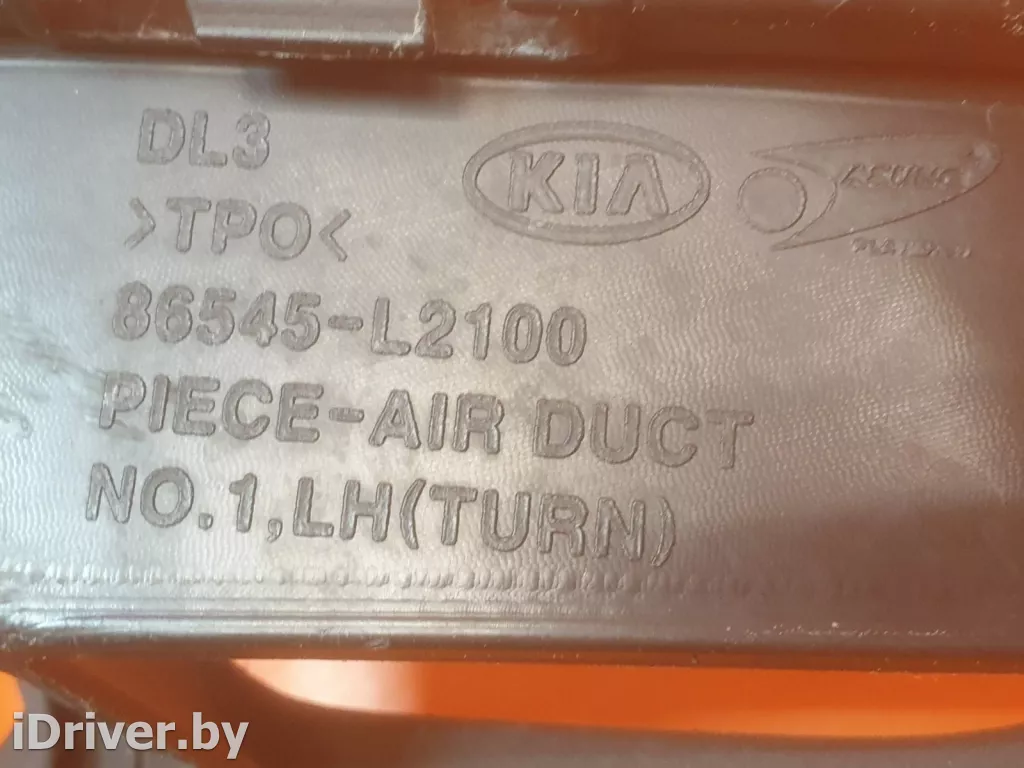 DL3
>TPO<
KIA
86545-L2100
PIECE-AIR DUCT
NO.1,LH(TURN)
iDriver.by